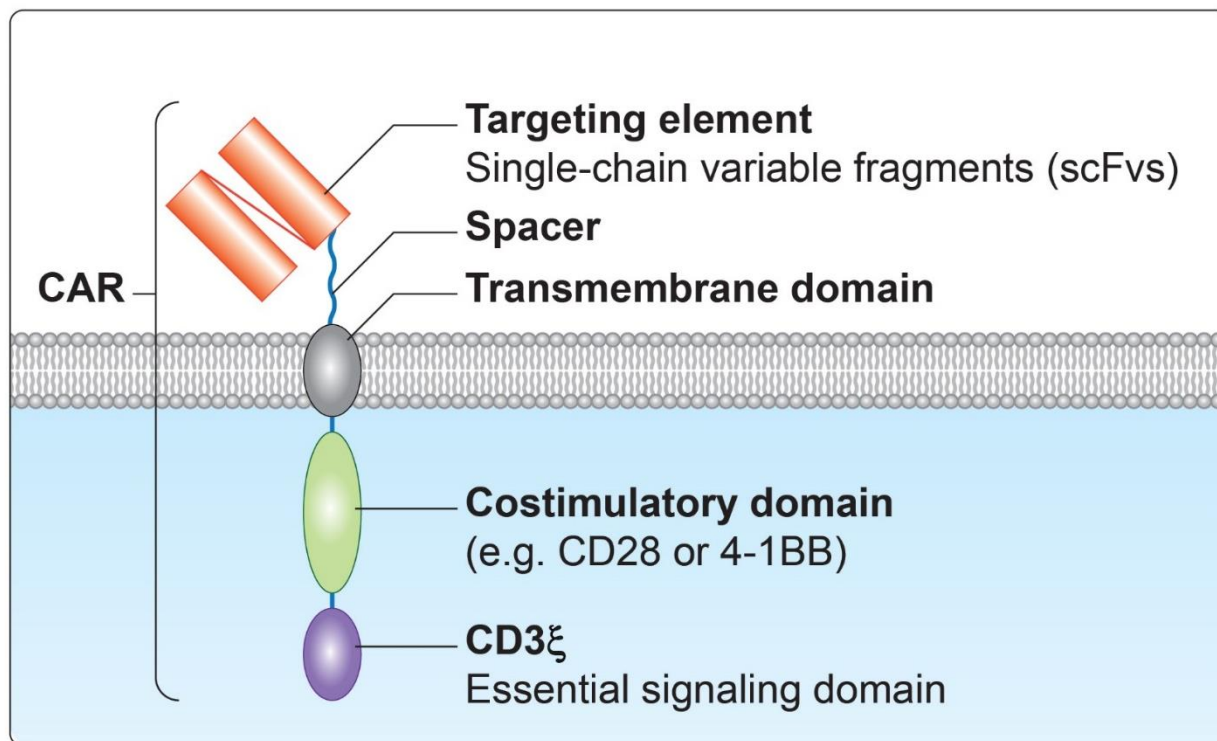 Targeting element
Single-chain variable fragments (scFvs)
Spacer
CAR
Transmembrane domain
Costimulatory domain
(e.g. CD28 or 4-1BB)
CD3ξ
Essential signaling domain